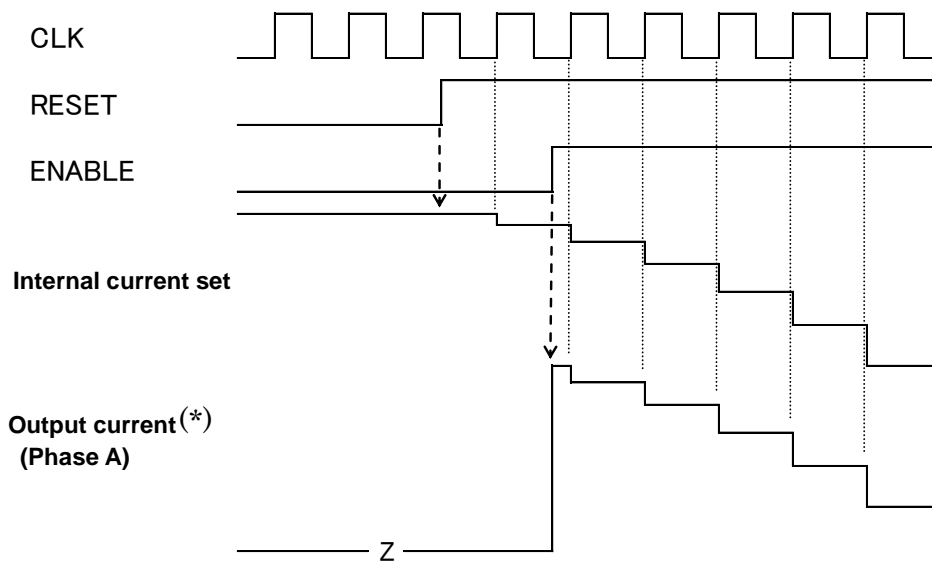 CLK
RESET
ENABLE
Internal current set
Output current(*)
(Phase A)
Z